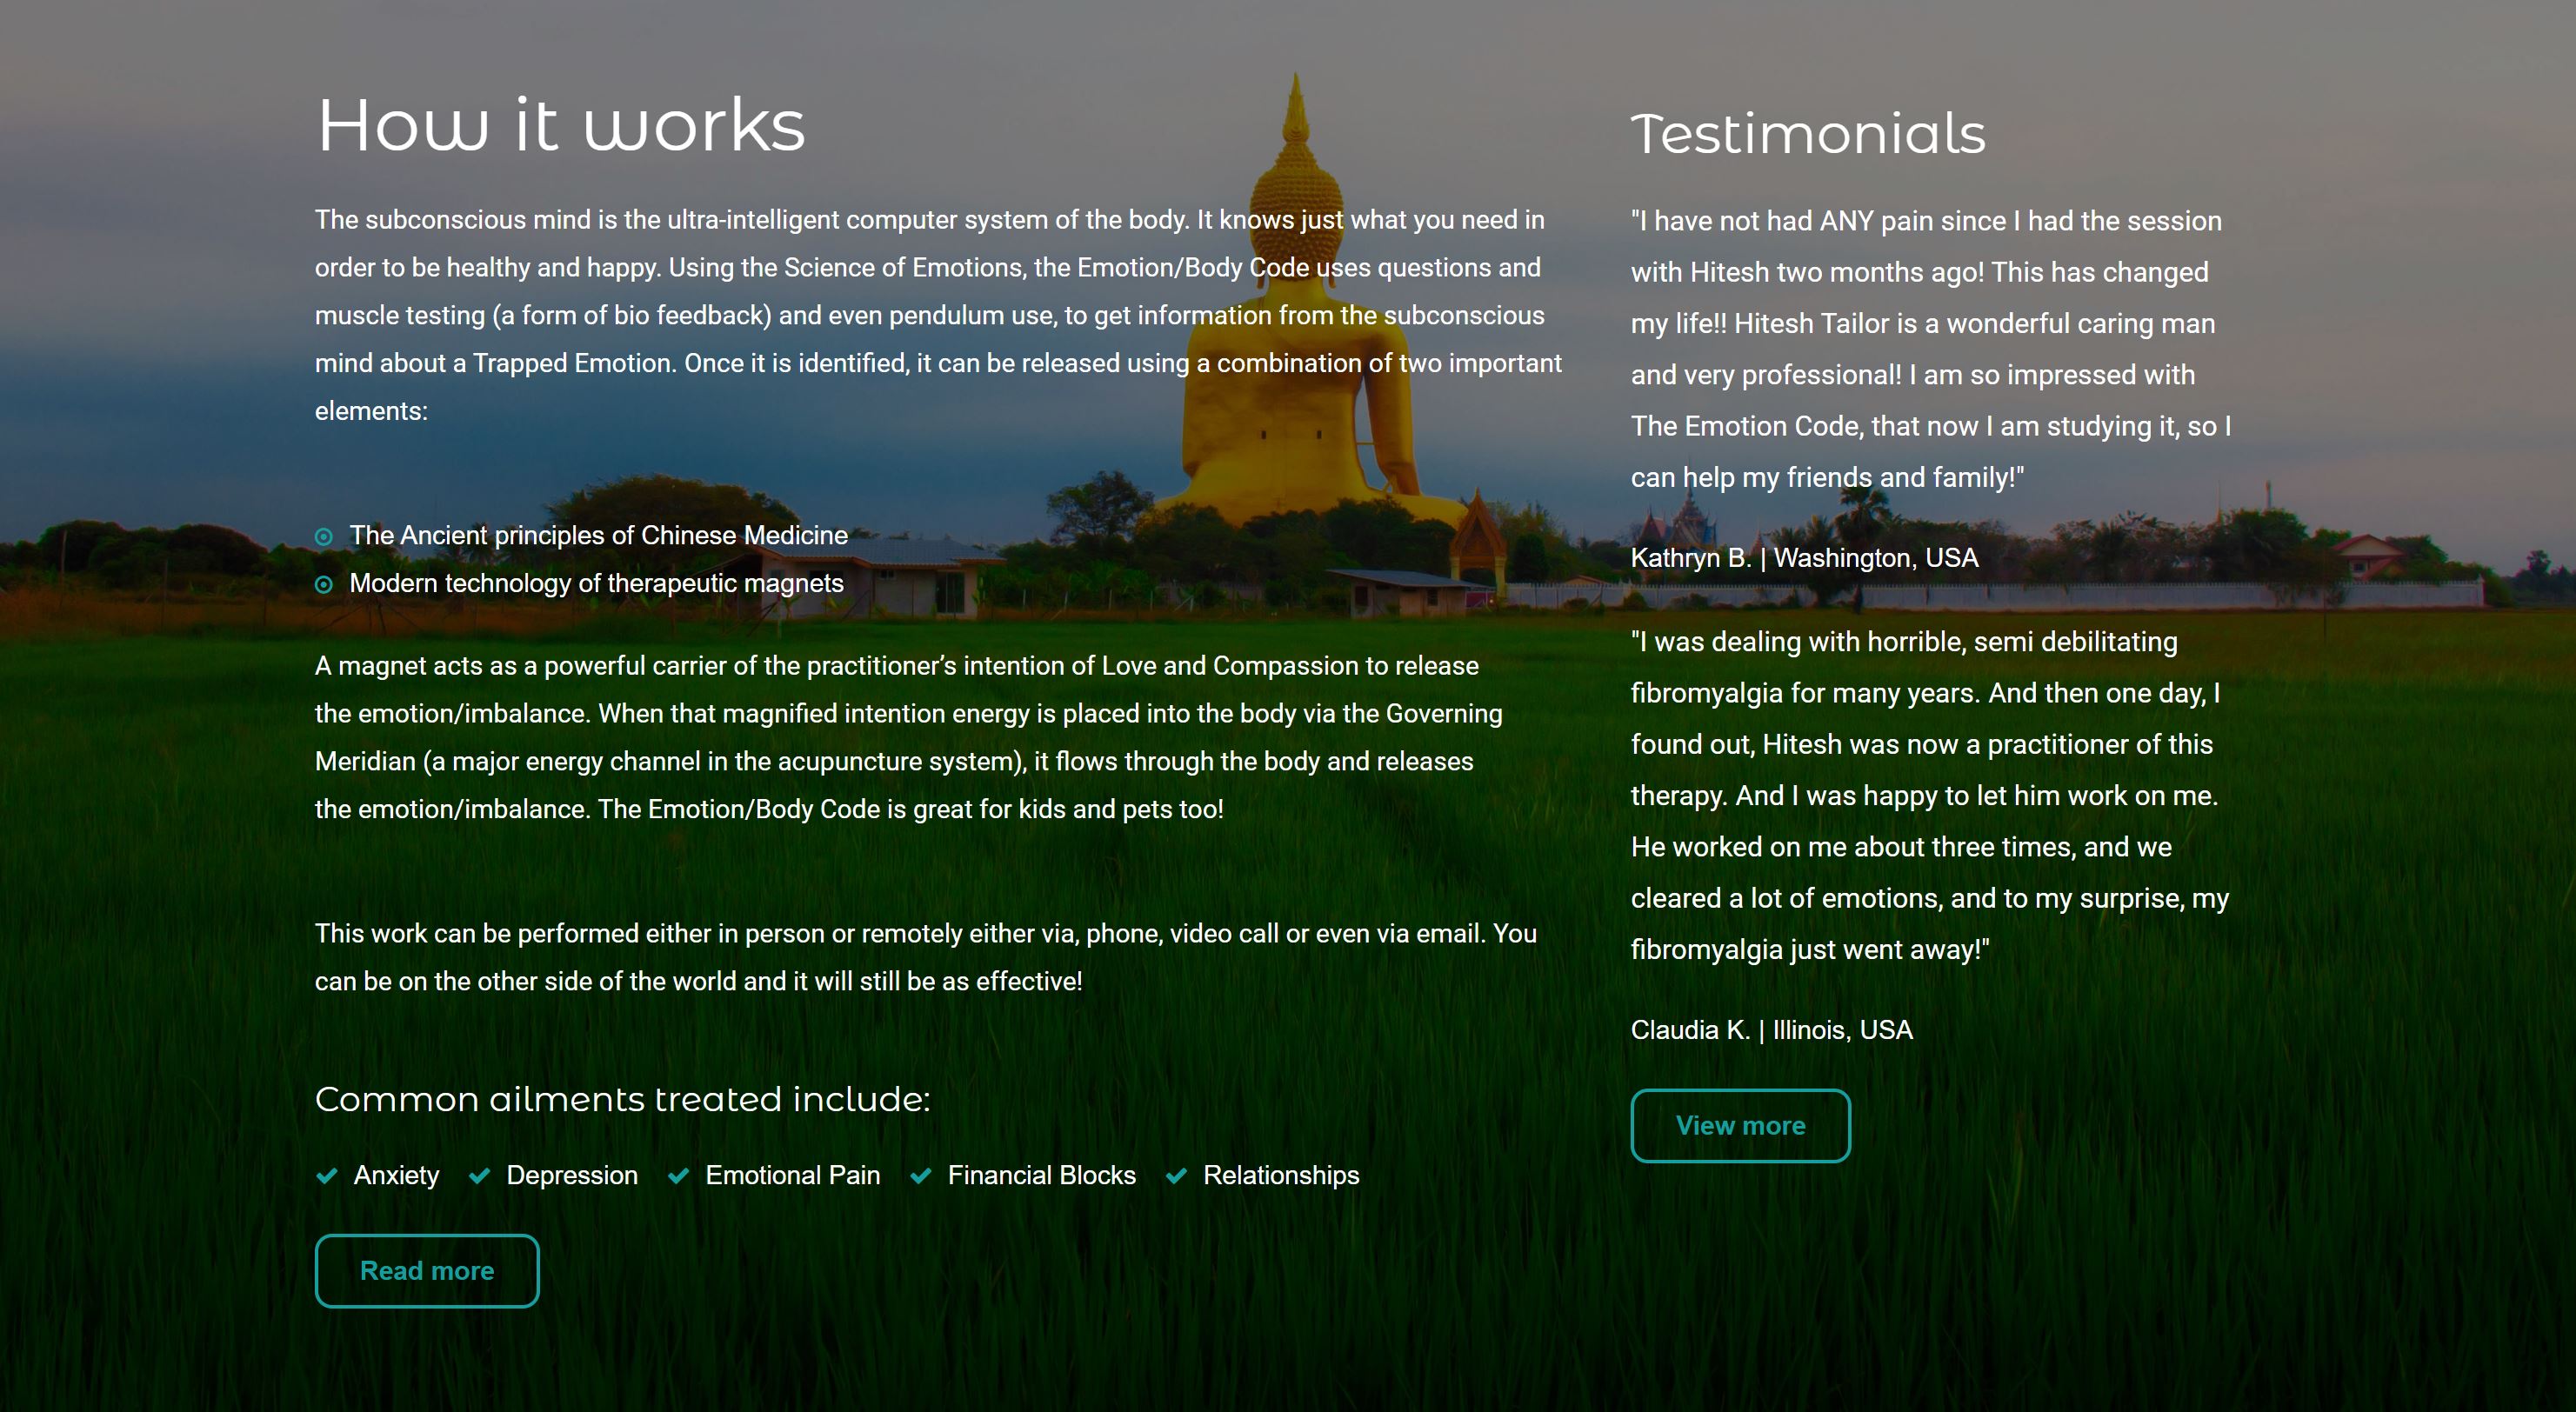 How it works
The subconscious mind is the ultra-intelligent computer system of the body. It knows just what you need in
order to be healthy and happy. Using the Science of Emotions, the Emotion/Body Code uses questions and
muscle testing (a form of bio feedback) and even pendulum use, to get information from the subconscious
mind about a Trapped Emotion. Once it is identified, it can be released using a combination of two important
elements:
The Ancient principles of Chinese Medicine
Modern technology of therapeutic magnets
A magnet acts as a powerful carrier of the practitioner’s intention of Love and Compassion to release
the emotion/imbalance. When that magnified intention energy is placed into the body via the Governing
Meridian (a major energy channel in the acupuncture system), it flows through the body and releases
the emotion/imbalance. The Emotion/Body Code is great for kids and pets too!
This work can be performed either in person or remotely either via, phone, video call or even via email. You
can be on the other side of the world and it will still be as effective!
Common ailments treated include:
Anxiety Depression Emotional Pain Financial Blocks Relationships
Read more
Testimonials
"I have not had ANY pain since I had the session
with Hitesh two months ago! This has changed
my life!! Hitesh Tailor is a wonderful caring man
and very professional! I am so impressed with
The Emotion Code, that now I am studying it, so I
can help my friends and family!"
Kathryn B. | Washington, USA
"I was dealing with horrible, semi debilitating
fibromyalgia for many years. And then one day, I
found out, Hitesh was now a practitioner of this
therapy. And I was happy to let him work on me.
He worked on me about three times, and we
cleared a lot of emotions, and to my surprise, my
fibromyalgia just went away!"
Claudia K. | Illinois, USA
View more